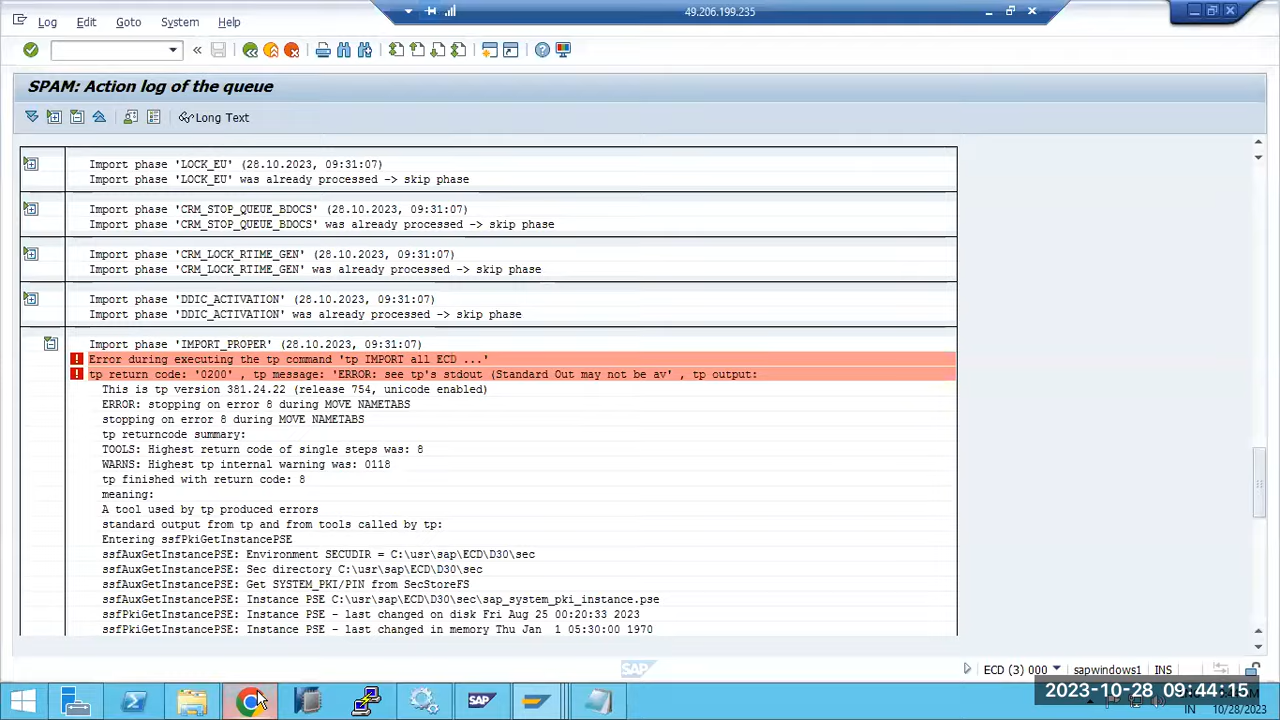 49.206.199.235
Log Edit Goto System Help
SPAM: Action log of the queue
Long Text
Import phase 'LOCK_EU' (28.10.2023, 09:31:07)
Import phase 'LOCK_EU' was already processed -> skip phase
Import phase 'CRM_STOP_QUEUE_BDOCS' (28.10.2023, 09:31:07)
Import phase 'CRM_STOP_QUEUE_BDOCS' was already processed -> skip phase
Import phase 'CRM_LOCK_RTIME_GEN' (28.10.2023, 09:31:07)
Import phase 'CRM_LOCK_RTIME_GEN' was already processed -> skip phase
Import phase 'DDIC_ACTIVATION' (28.10.2023, 09:31:07)
Import phase 'DDIC_ACTIVATION' was already processed -> skip phase
Import phase 'IMPORT_PROPER' (28.10.2023, 09:31:07)
Error during executing the tp command 'tp IMPORT all ECD ...'
tp return code: '0200' , tp message: 'ERROR: see tp's stdout (Standard Out may not be av' , tp output:
This is tp version 381.24.22 (release 754, unicode enabled)
ERROR: stopping on error 8 during MOVE NAMETABS
stopping on error 8 during MOVE NAMETABS
tp returncode summary:
TOOLS: Highest return code of single steps was: 8
WARNS: Highest tp internal warning was: 0118
tp finished with return code: 8
meaning:
A tool used by tp produced errors
standard output from tp and from tools called by tp:
Entering ssfPkiGetInstancePSE
ssfAuxGetInstancePSE: Environment SECUDIR = C:\usr\sap\ECD\D30\sec
ssfAuxGetInstancePSE: Sec directory C:\usr\sap\ECD\D30\sec
ssfAuxGetInstancePSE: Get SYSTEM_PKI/PIN from SecStoreFS
ssfAuxGetInstancePSE: Instance PSE C:\usr\sap\ECD\D30\sec\sap_system_pki_instance.pse
ssfPkiGetInstancePSE: Instance PSE - last changed on disk Fri Aug 25 00:20:33 2023
ssfPkiGetInstancePSE: Instance PSE - last changed in memory Thu Jan  1 05:30:00 1970
SAP
ECD (3) 000 sapwindows1 INS
SAP
2023-10-28 09:44:15
IN 10/28/2023